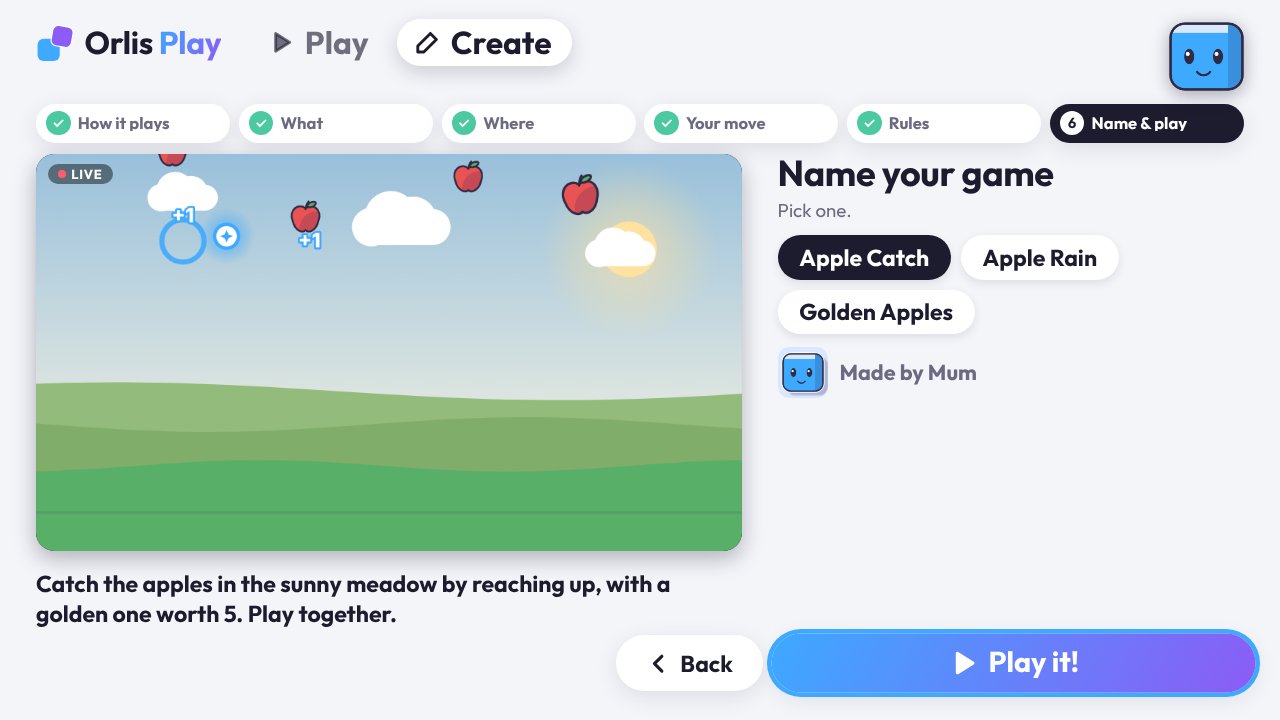 Orlis Play
Play
Create
How it plays
What
Where
Your move
Rules
6 Name & play
LIVE
+1
+1
Name your game
Pick one.
Apple Catch
Apple Rain
Golden Apples
Made by Mum
Catch the apples in the sunny meadow by reaching up, with a
golden one worth 5. Play together.
Back
Play it!